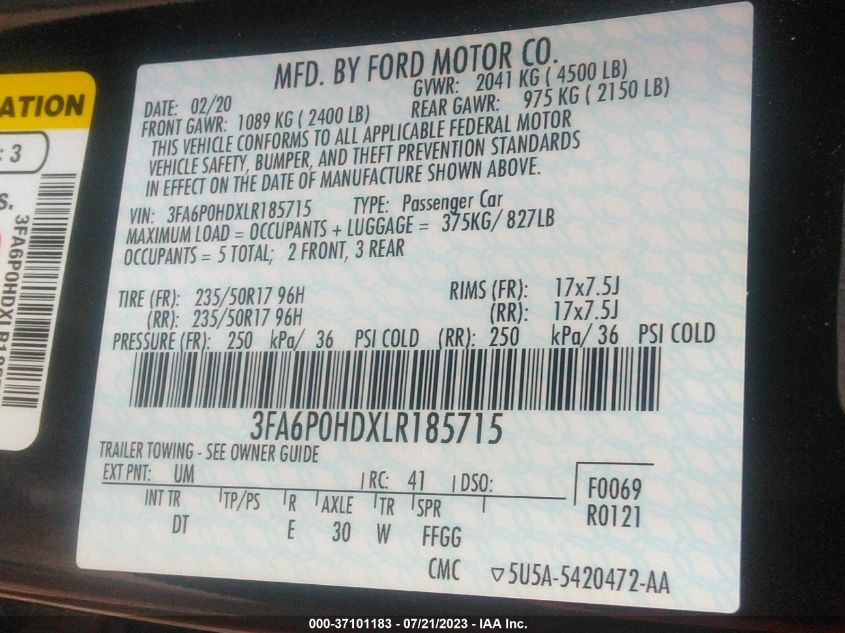 MFD. BY FORD MOTOR CO.
DATE: 02/20 GVWR: 2041 KG ( 4500 LB)
FRONT GAWR: 1089 KG ( 2400 LB) REAR GAWR: 975 KG ( 2150 LB)
THIS VEHICLE CONFORMS TO ALL APPLICABLE FEDERAL MOTOR
VEHICLE SAFETY, BUMPER, AND THEFT PREVENTION STANDARDS
IN EFFECT ON THE DATE OF MANUFACTURE SHOWN ABOVE.
VIN: 3FA6P0HDXLR185715 TYPE: Passenger Car
MAXIMUM LOAD = OCCUPANTS + LUGGAGE = 375KG/ 827LB
OCCUPANTS = 5 TOTAL; 2 FRONT, 3 REAR
TIRE (FR): 235/50R17 96H RIMS (FR): 17x7.5J
(RR): 235/50R17 96H (RR): 17x7.5J
PRESSURE (FR): 250 kPa/ 36 PSI COLD (RR): 250 kPa/ 36 PSI COLD
3FA6P0HDXLR185715
TRAILER TOWING - SEE OWNER GUIDE
EXT PNT: UM RC: 41 DSO:
INT TR TP/PS R AXLE TR SPR
DT E 30 W FFGG
F0069
R0121
CMC ▽5U5A-5420472-AA
: 3
000-37101183 - 07/21/2023 - IAA Inc.